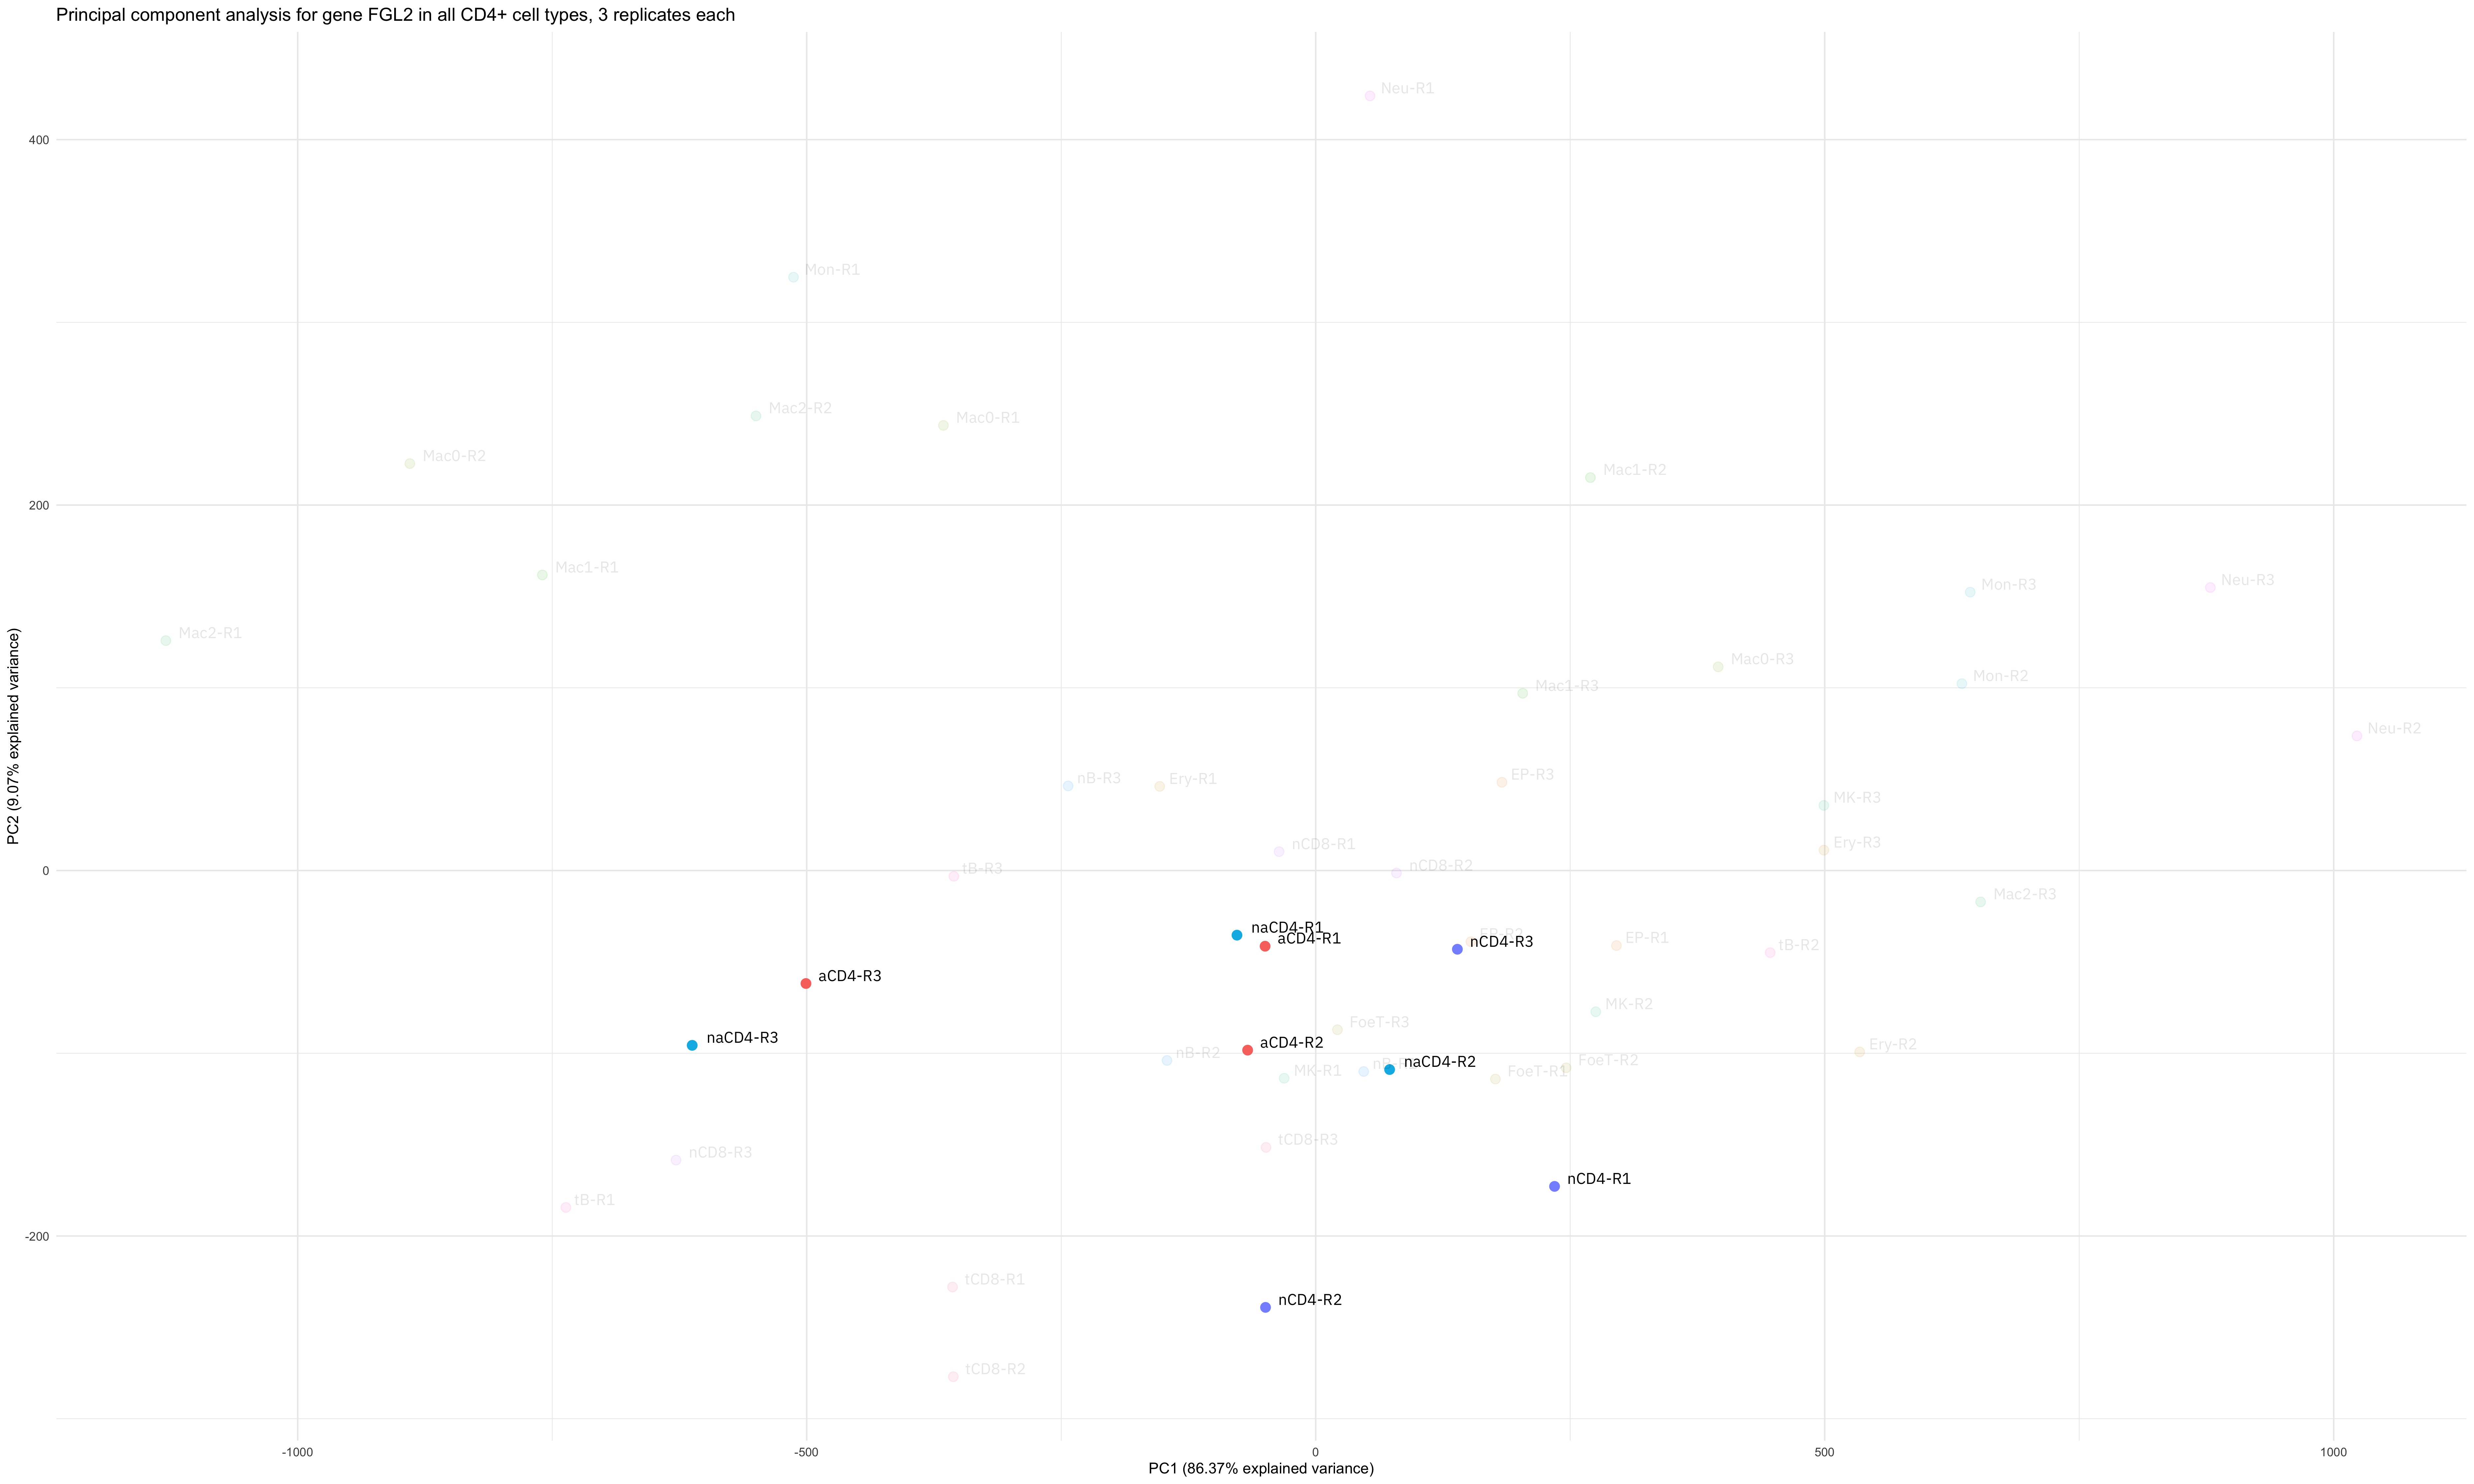 Principal component analysis for gene FGL2 in all CD4+ cell types, 3 replicates each
Neu-R1
400
Mon-R1
Mac2-R2
Mac0-R1
Mac0-R2
Mac1-R2
200
Mac1-R1
Mon-R3
Neu-R3
Mac2-R1
Mac0-R3
Mon-R2
Mac1-R3
Neu-R2
PC2 (9.07% explained variance)
nB-R3
Ery-R1
EP-R3
MK-R3
nCD8-R1
Ery-R3
tB-R3
nCD8-R2
0
Mac2-R3
naCD4-R1
aCD4-R1
EP-R2
nCD4-R3
EP-R1
tB-R2
aCD4-R3
MK-R2
naCD4-R3
FoeT-R3
aCD4-R2
nB-R2
Ery-R2
naCD4-R2
FoeT-R2
MK-R1
FoeT-R1
nCD8-R3
tCD8-R3
nCD4-R1
tB-R1
-200
tCD8-R1
nCD4-R2
tCD8-R2
-1000
-500
0
500
1000
PC1 (86.37% explained variance)